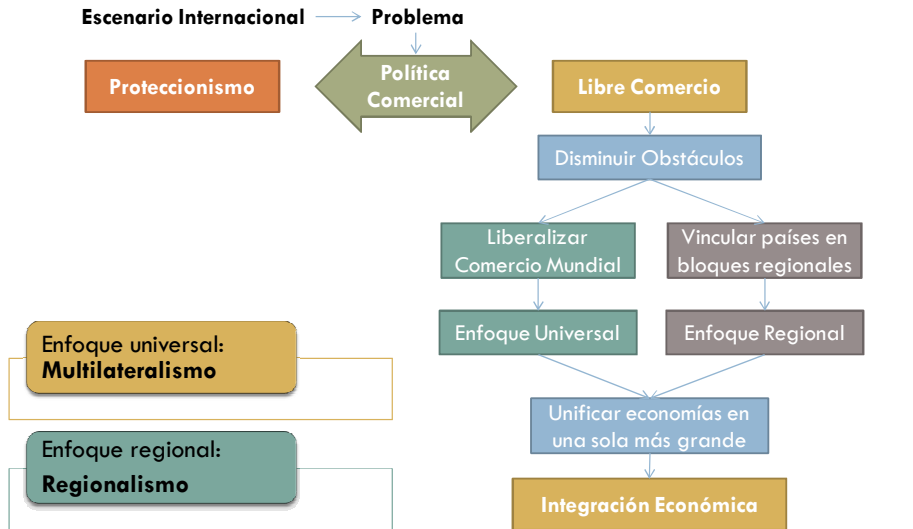 Escenario Internacional
Problema
Proteccionismo
Política
Comercial
Libre Comercio
Disminuir Obstáculos
Liberalizar
Comercio Mundial
Vincular países en
bloques regionales
Enfoque Universal
Enfoque Regional
Enfoque universal:
Multilateralismo
Unificar economías en
una sola más grande
Enfoque regional:
Regionalismo
Integración Económica